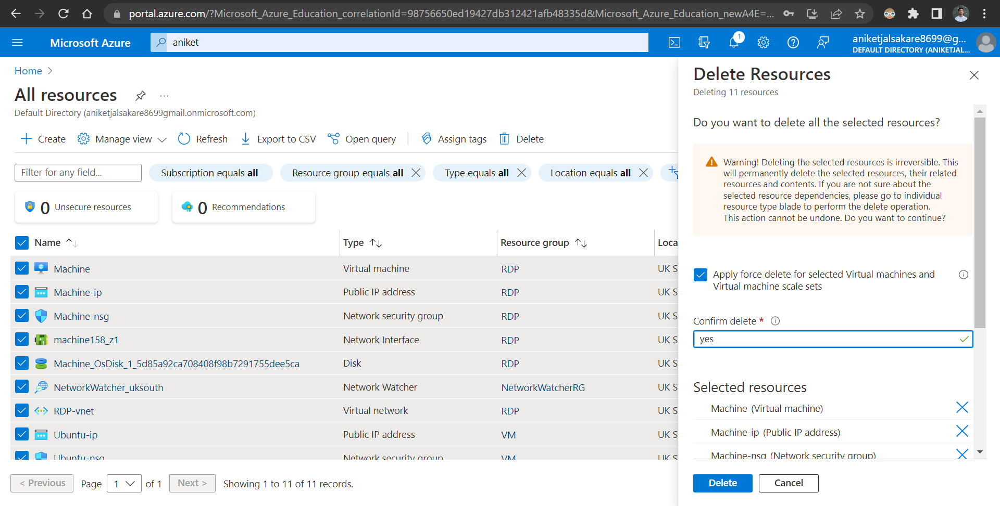 portal.azure.com/?Microsoft_Azure_Education_correlationId=98756650ed19427db312421afb48335d&Microsoft_Azure_Education_newA4E=...
Microsoft Azure
aniket
1
aniketjalsakare8699@g...
DEFAULT DIRECTORY (ANIKETJAL...
Home
All resources
...
Default Directory (aniketjalsakare8699gmail.onmicrosoft.com)
Create
Manage view
Refresh
Export to CSV
Open query
Assign tags
Delete
Filter for any field...
Subscription equals all
Resource group equals all
Type equals all
Location equals all
0 Unsecure resources
0 Recommendations
Name Type Resource group Loca
Machine Virtual machine RDP UK S
Machine-ip Public IP address RDP UK S
Machine-nsg Network security group RDP UK S
machine158_z1 Network Interface RDP UK S
Machine_OsDisk_1_5d85a92ca708408f98b7291755dee5ca Disk RDP UK S
NetworkWatcher_uksouth Network Watcher NetworkWatcherRG UK S
RDP-vnet Virtual network RDP UK S
Ubuntu-ip Public IP address VM UK S
Ubuntu-nsg Network security group VM UK S
< Previous
Page 1 of 1
Next >
Showing 1 to 11 of 11 records.
Delete Resources
Deleting 11 resources
Do you want to delete all the selected resources?
Warning! Deleting the selected resources is irreversible. This
will permanently delete the selected resources, their related
resources and contents. If you are not sure about the
selected resource dependencies, please go to individual
resource type blade to perform the delete operation.
This action cannot be undone. Do you want to continue?
Apply force delete for selected Virtual machines and
Virtual machine scale sets
Confirm delete *
yes
Selected resources
Machine (Virtual machine)
Machine-ip (Public IP address)
Machine-nsg (Network security group)
Delete
Cancel